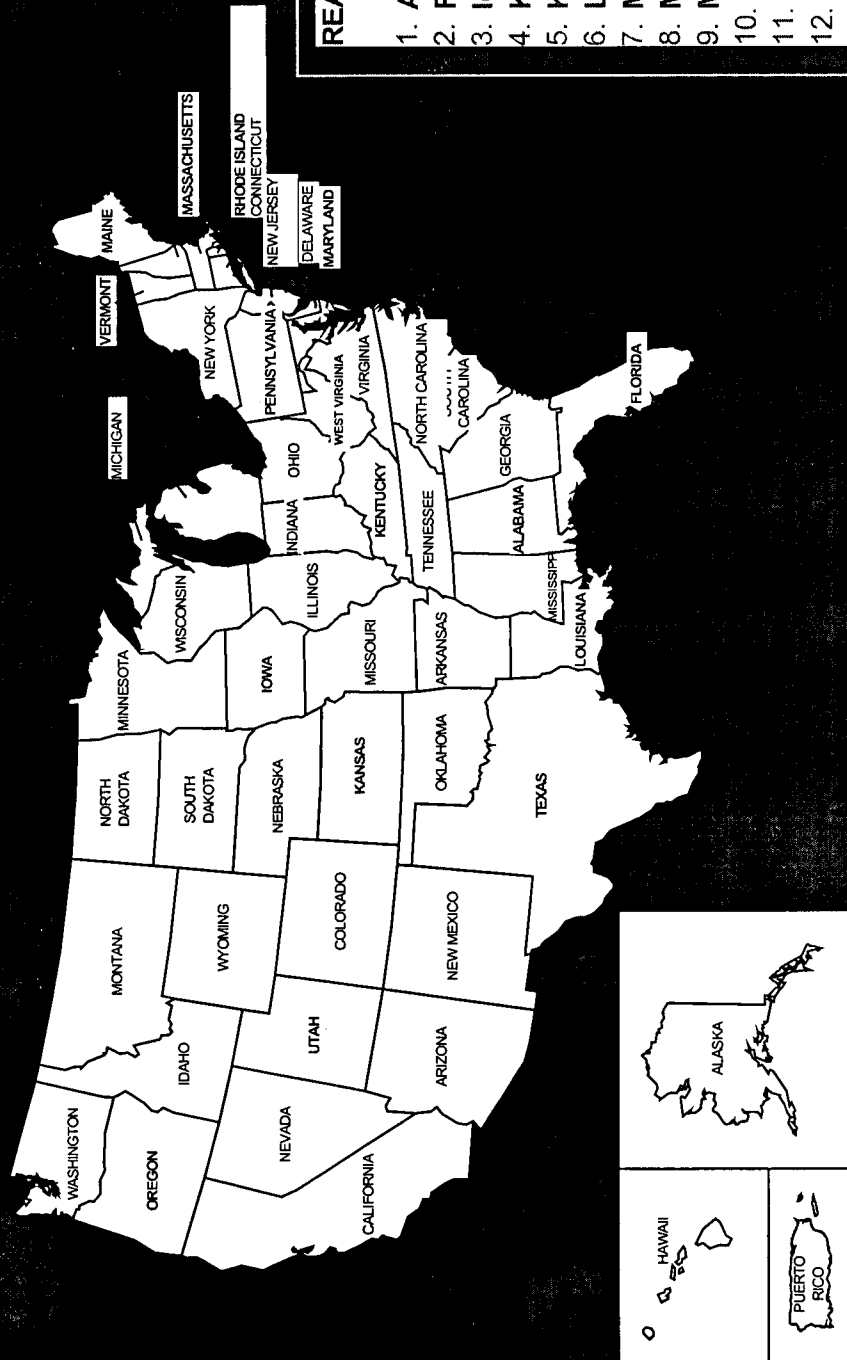 WASHINGTON
OREGON
CALIFORNIA
NEVADA
IDAHO
MONTANA
WYOMING
UTAH
ARIZONA
COLORADO
NEW MEXICO
NORTH
DAKOTA
SOUTH
DAKOTA
NEBRASKA
KANSAS
OKLAHOMA
TEXAS
MINNESOTA
IOWA
MISSOURI
ARKANSAS
LOUISIANA
WISCONSIN
ILLINOIS
MISSISSIPPI
MICHIGAN
INDIANA
OHIO
KENTUCKY
TENNESSEE
ALABAMA
GEORGIA
FLORIDA
WEST VIRGINIA
VIRGINIA
NORTH CAROLINA
SOUTH
CAROLINA
PENNSYLVANIA
NEW YORK
VERMONT
MAINE
MASSACHUSETTS
RHODE ISLAND
CONNECTICUT
NEW JERSEY
DELAWARE
MARYLAND
HAWAII
PUERTO
RICO
ALASKA
REA
1. A
2.
3.
4.
5.
6. L
7.
8.
9.
10.
11.
12.